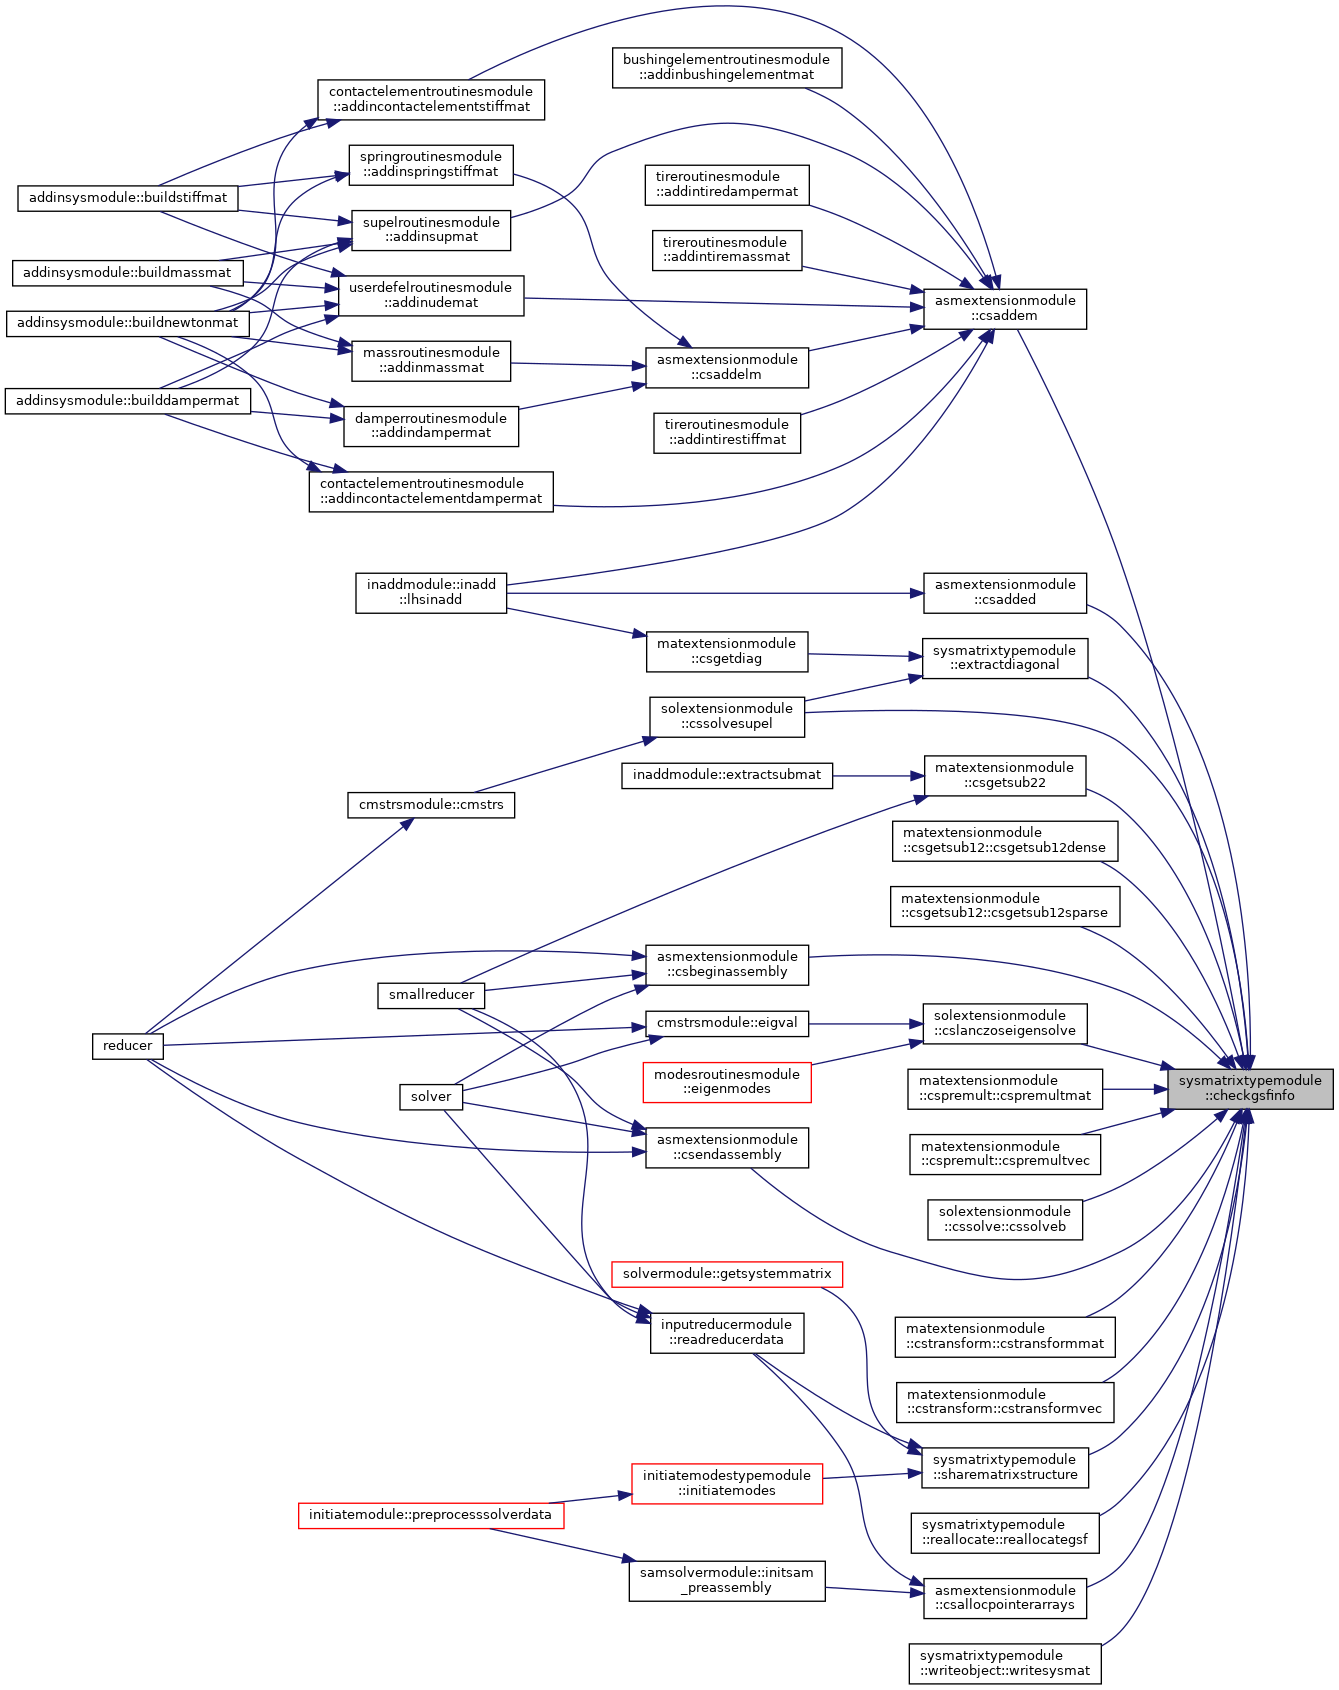 bushingelementroutinesmodule
::addinbushingelementmat
contactelementroutinesmodule
::addincontactelementstiffmat
springroutinesmodule
::addinspringstiffmat
tireroutinesmodule
::addintiredampermat
addinsysmodule::buildstiffmat
supelroutinesmodule
::addinsupmat
tireroutinesmodule
::addintiremassmat
addinsysmodule::buildmassmat
userdefelroutinesmodule
::addinudemat
asmextensionmodule
::csaddem
addinsysmodule::buildnewtonmat
massroutinesmodule
::addinmassmat
asmextensionmodule
::csaddelm
addinsysmodule::builddampermat
damperroutinesmodule
::addindampermat
tireroutinesmodule
::addintirestiffmat
contactelementroutinesmodule
::addincontactelementdampermat
inaddmodule::inadd
::lhsinadd
asmextensionmodule
::csadded
matextensionmodule
::csgetdiag
sysmatrixtypemodule
::extractdiagonal
solextensionmodule
::cssolvesupel
inaddmodule::extractsubmat
matextensionmodule
::csgetsub22
cmstrsmodule::cmstrs
matextensionmodule
::csgetsub12::csgetsub12dense
matextensionmodule
::csgetsub12::csgetsub12sparse
asmextensionmodule
::csbeginassembly
smallreducer
cmstrsmodule::eigval
solextensionmodule
::cslanczoseigensolve
reducer
modesroutinesmodule
::eigenmodes
matextensionmodule
::cspremult::cspremultmat
sysmatrixtypemodule
::checkgsfinfo
solver
asmextensionmodule
::csendassembly
matextensionmodule
::cspremult::cspremultvec
solextensionmodule
::cssolve::cssolveb
solvermodule::getsystemmatrix
inputreducermodule
::readreducerdata
matextensionmodule
::cstransform::cstransformmat
matextensionmodule
::cstransform::cstransformvec
initiatemodestypemodule
::initiatemodes
sysmatrixtypemodule
::sharematrixstructure
initiatemodule::preprocesssolverdata
sysmatrixtypemodule
::reallocate::reallocategsf
samsolvermodule::initsam
_preassembly
asmextensionmodule
::csallocpointerarrays
sysmatrixtypemodule
::writeobject::writesysmat